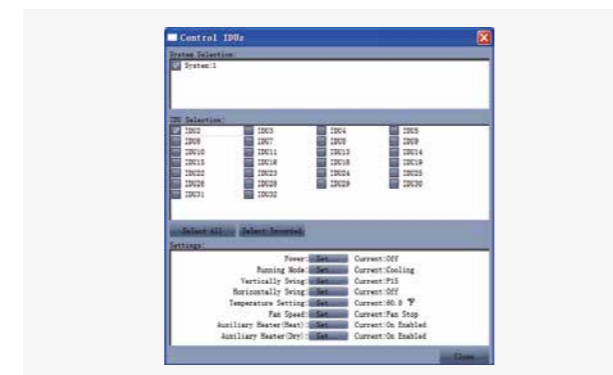 Control IDUs
System Selection:
System:1
IDU Selection:
IDU2 IDU3 IDU4 IDU5
IDU6 IDU7 IDU8 IDU9
IDU10 IDU11 IDU13 IDU14
IDU15 IDU16 IDU18 IDU19
IDU22 IDU23 IDU24 IDU25
IDU26 IDU28 IDU29 IDU30
IDU31 IDU32
Select All Select Inverted
Settings:
Power: Set... Current:Off
Running Mode: Set... Current:Cooling
Vertically Swing: Set... Current:P15
Horizontally Swing: Set... Current:Off
Temperature Setting: Set... Current:80.0 ℉
Fan Speed: Set... Current:Fan Stop
Auxiliary Heater(Heat): Set... Current:On Enabled
Auxiliary Heater(Dry): Set... Current:On Enabled
Close